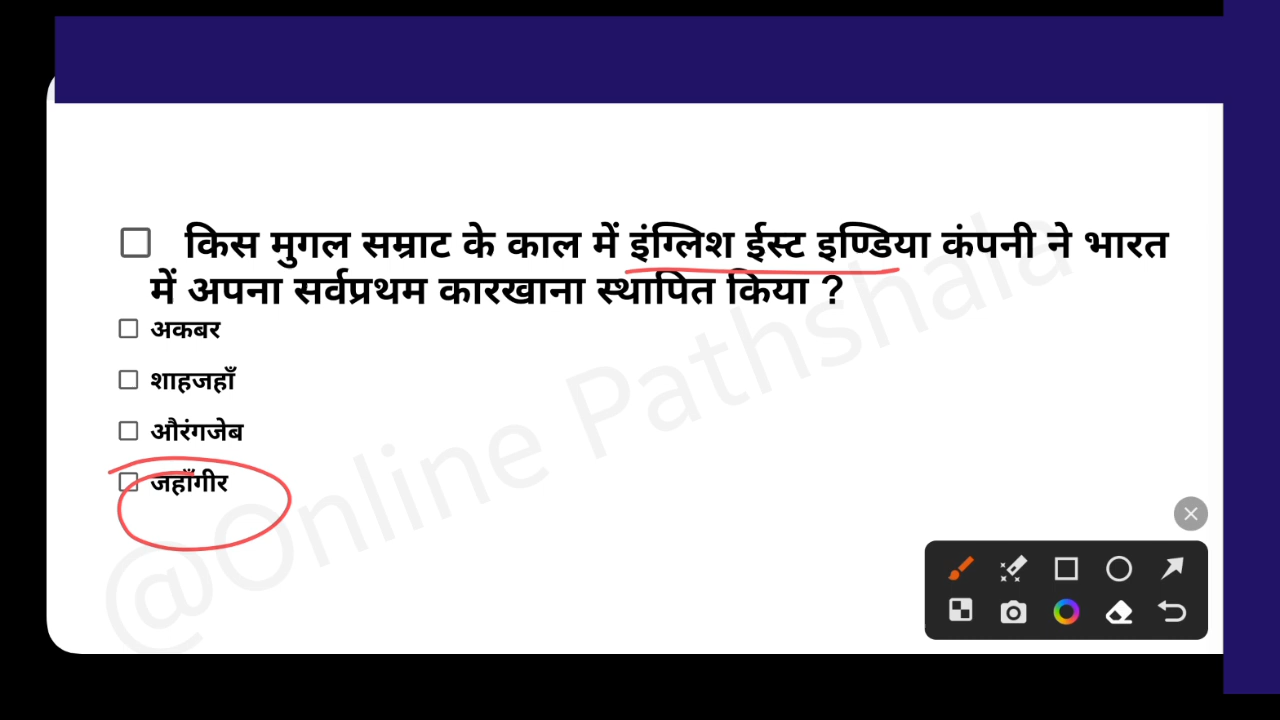 किस मुगल सम्राट के काल में इंग्लिश ईस्ट इण्डिया कंपनी ने भारत
में अपना सर्वप्रथम कारखाना स्थापित किया ?
अकबर
शाहजहाँ
औरंगजेब
जहाँगीर
@Online Pathshala